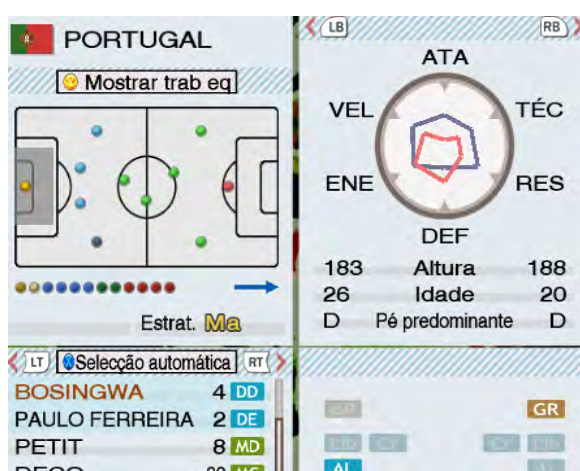 PORTUGAL
Mostrar trab eq
Estrat. Ma
LT Selecção automática RT
BOSINGWA 4 DD
PAULO FERREIRA 2 DE
PETIT 8 MD
DECO
LB RB
ATA
VEL TÉC
ENE RES
DEF
183 Altura 188
26 Idade 20
D Pé predominante D
GR